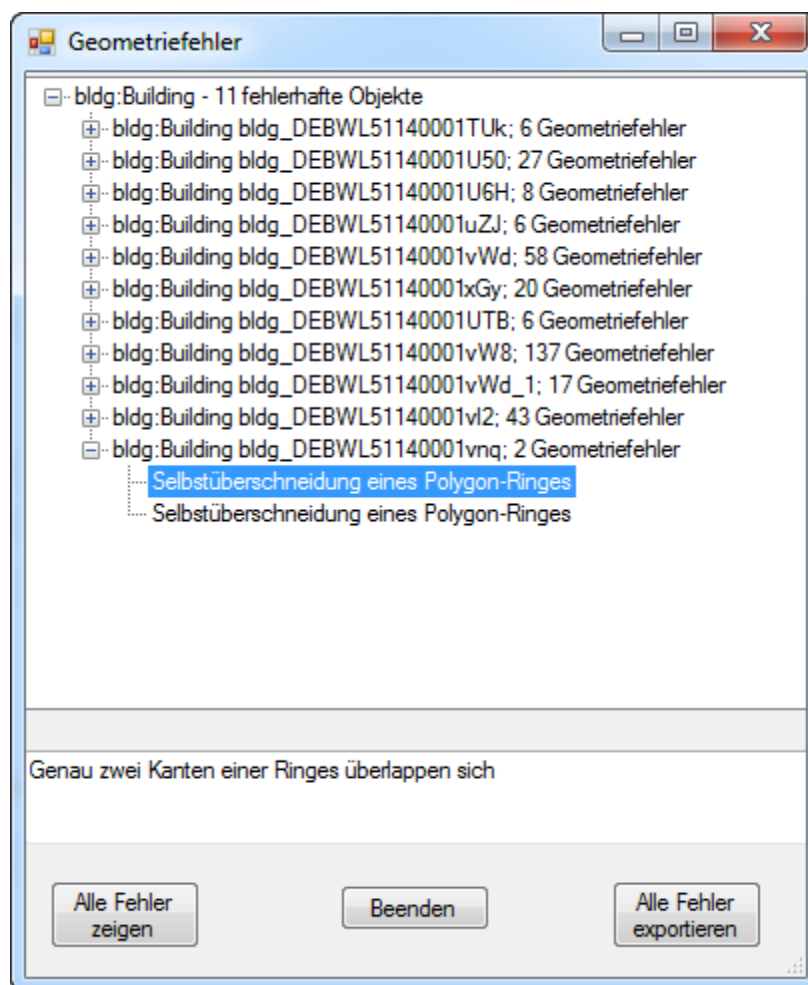 Geometriefehler
bldg:Building - 11 fehlerhafte Objekte
bldg:Building bldg_DEBWL51140001TUk; 6 Geometriefehler
bldg:Building bldg_DEBWL51140001U50; 27 Geometriefehler
bldg:Building bldg_DEBWL51140001U6H; 8 Geometriefehler
bldg:Building bldg_DEBWL51140001uZJ; 6 Geometriefehler
bldg:Building bldg_DEBWL51140001vWd; 58 Geometriefehler
bldg:Building bldg_DEBWL51140001xGy; 20 Geometriefehler
bldg:Building bldg_DEBWL51140001UTB; 6 Geometriefehler
bldg:Building bldg_DEBWL51140001vW8; 137 Geometriefehler
bldg:Building bldg_DEBWL51140001vWd_1; 17 Geometriefehler
bldg:Building bldg_DEBWL51140001vl2; 43 Geometriefehler
bldg:Building bldg_DEBWL51140001vnq; 2 Geometriefehler
Selbstüberschneidung eines Polygon-Ringes
Selbstüberschneidung eines Polygon-Ringes
Genau zwei Kanten einer Ringes überlappen sich
Alle Fehler
zeigen
Beenden
Alle Fehler
exportieren